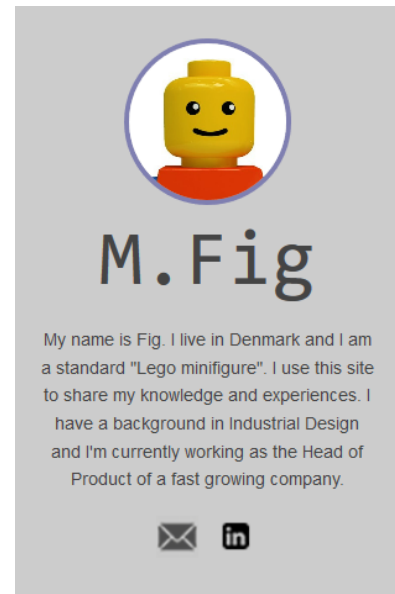 M.Fig
My name is Fig. I live in Denmark and I am
a standard "Lego minifigure". I use this site
to share my knowledge and experiences. I
have a background in Industrial Design
and I'm currently working as the Head of
Product of a fast growing company.
in